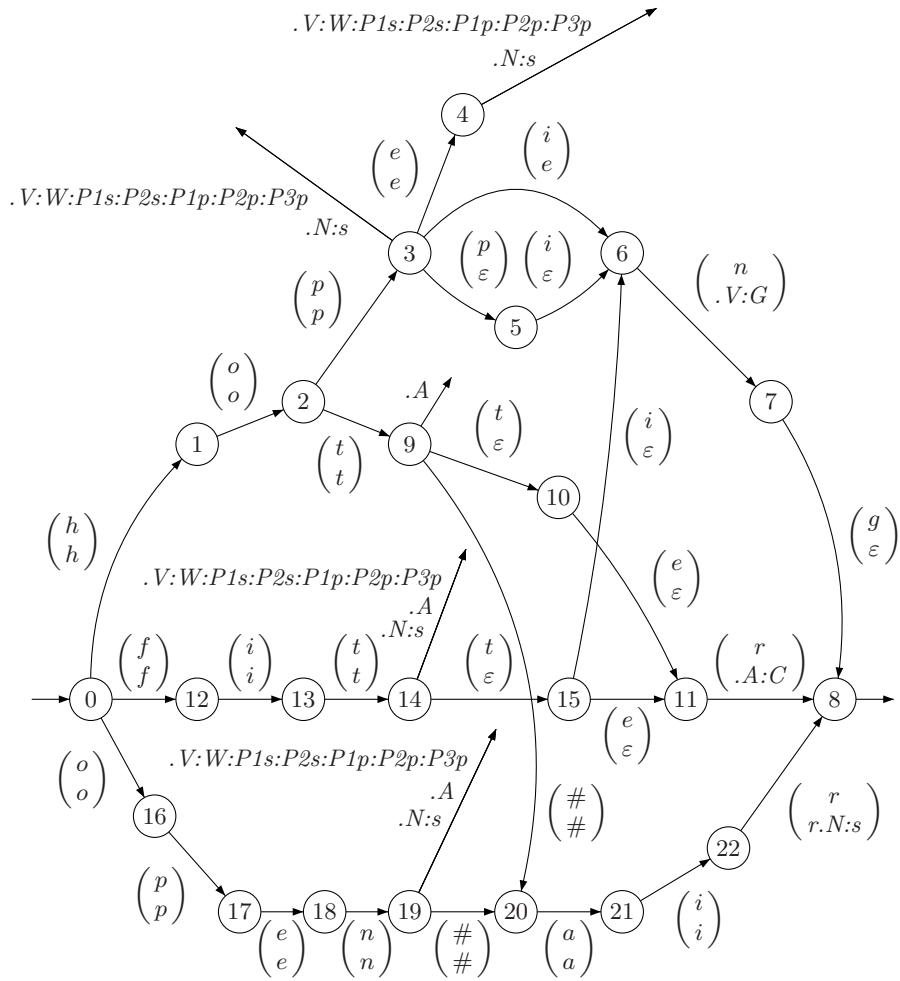 .V:W:P1s:P2s:P1p:P2p:P3p
.N:s
4
e
e
i
e
.V:W:P1s:P2s:P1p:P2p:P3p
.N:s
3
p
ε
i
ε
6
n
.V:G
p
p
5
o
o
2
.A
t
ε
7
1
t
t
9
i
ε
10
h
h
g
ε
.V:W:P1s:P2s:P1p:P2p:P3p
.A
.N:s
e
ε
f
f
i
i
t
t
t
ε
r
.A:C
0
12
13
14
15
11
8
e
ε
.V:W:P1s:P2s:P1p:P2p:P3p
.A
.N:s
o
o
16
#
#
r
r.N:s
22
p
p
17
18
19
20
21
e
e
n
n
#
#
a
a
i
i